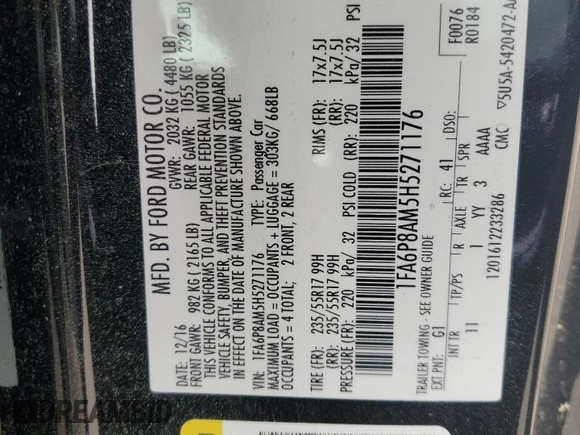 MFD. BY FORD MOTOR CO.
DATE: 12/16 GVWR: 2032 KG ( 4480 LB)
FRONT GAWR: 982 KG ( 2165 LB) REAR GAWR: 1055 KG ( 2325 LB)
THIS VEHICLE CONFORMS TO ALL APPLICABLE FEDERAL MOTOR
VEHICLE SAFETY, BUMPER, AND THEFT PREVENTION STANDARDS
IN EFFECT ON THE DATE OF MANUFACTURE SHOWN ABOVE.
VIN: 1FA6P8AM5H5271176 TYPE: Passenger Car
MAXIMUM LOAD = OCCUPANTS + LUGGAGE = 303KG/ 668LB
OCCUPANTS = 4 TOTAL; 2 FRONT, 2 REAR
TIRE (FR): 235/55R17 99H RIMS (FR): 17x7.5J
TIRE (RR): 235/55R17 99H (RR): 17x7.5J
PRESSURE (FR): 220 kPa/ 32 PSI COLD (RR): 220 kPa/ 32 PSI
1FA6P8AM5H5271176
F0076
R0184
TRAILER TOWING - SEE OWNER GUIDE
EXT PNT: G1 RC: 41 DSO:
INT TR TP/PS R AXLE TR SPR
11 1 YY 3 AAAA
1201612233286 CMC
▽5U5A-5420472-A